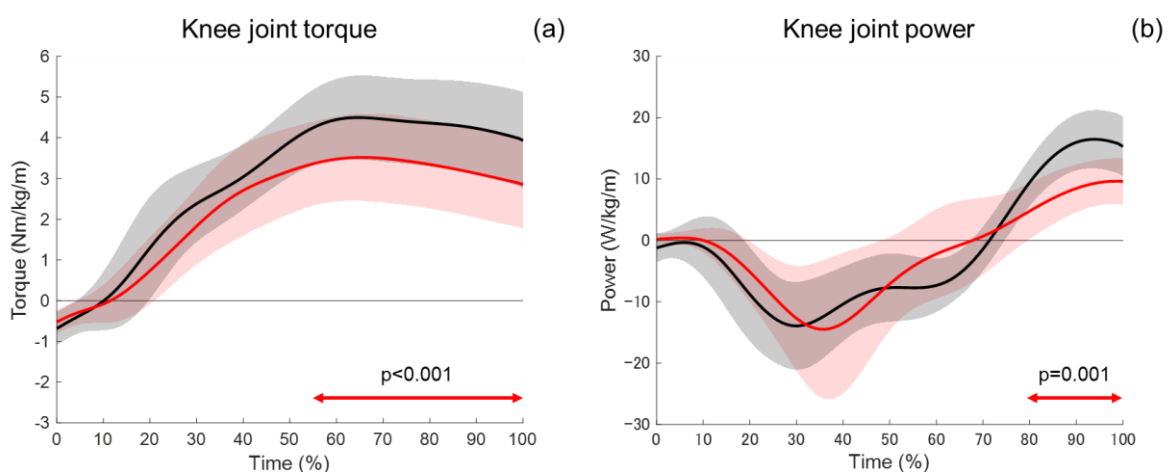 Knee joint torque
(a)
6
5
4
3
2
1
0
-1
-2
-3
Torque (Nm/kg/m)
p<0.001
0 10 20 30 40 50 60 70 80 90 100
Time (%)
Knee joint power
(b)
30
20
10
0
-10
-20
-30
Power (W/kg/m)
p=0.001
0 10 20 30 40 50 60 70 80 90 100
Time (%)